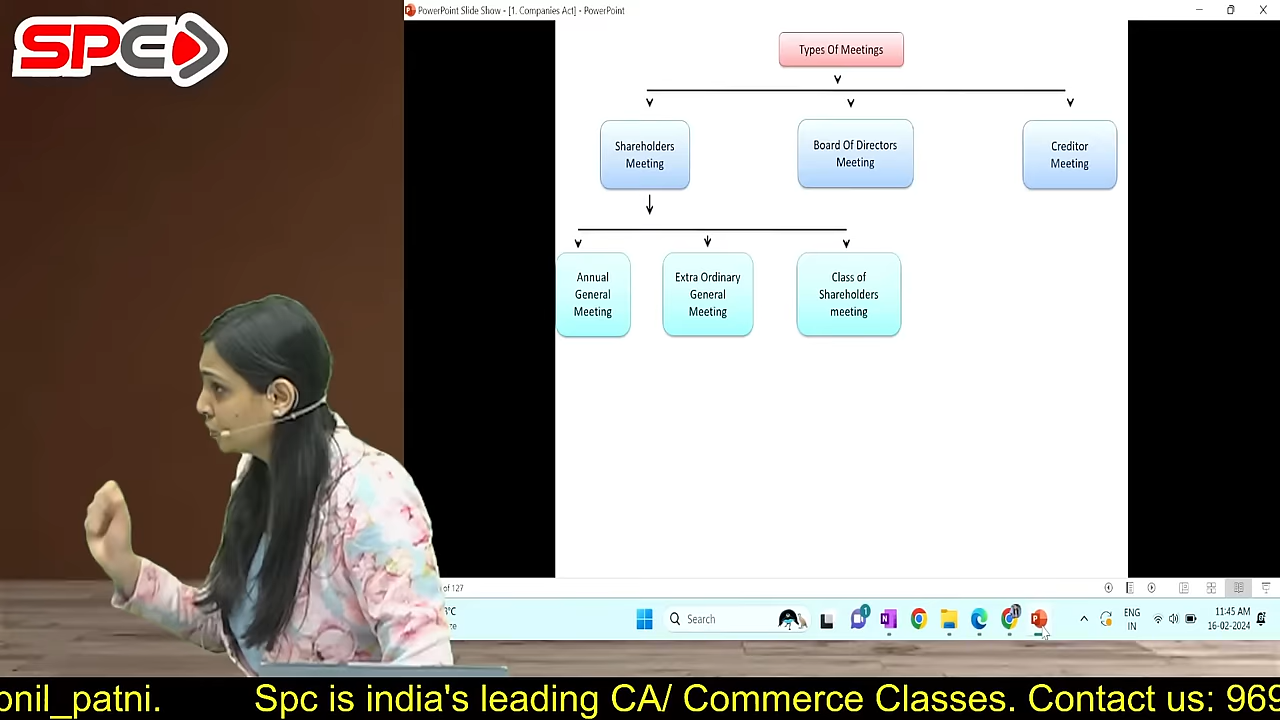 SPC
PowerPoint Slide Show - [1. Companies Act] - PowerPoint
Types Of Meetings
Shareholders
Meeting
Board Of Directors
Meeting
Creditor
Meeting
Annual
General
Meeting
Extra Ordinary
General
Meeting
Class of
Shareholders
meeting
of 127
°C
Search
1
ENG
IN
11:45 AM
16-02-2024
onil_patni. Spc is india's leading CA/ Commerce Classes. Contact us: 969